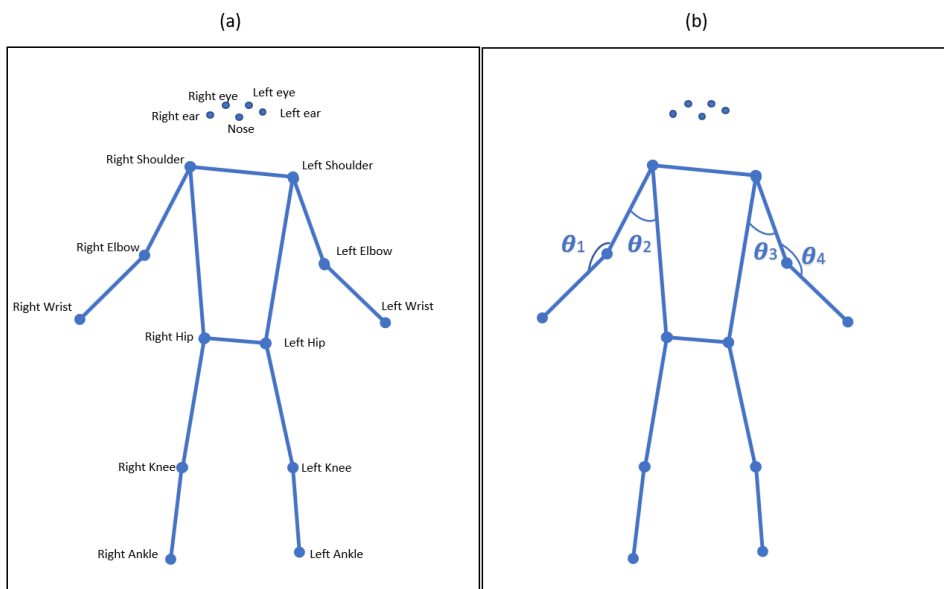 (a)
(b)
Right eye
Left eye
Right ear
Left ear
Nose
Right Shoulder
Left Shoulder
Right Elbow
Left Elbow
Right Wrist
Left Wrist
Right Hip
Left Hip
Right Knee
Left Knee
Right Ankle
Left Ankle
θ1
θ2
θ3
θ4